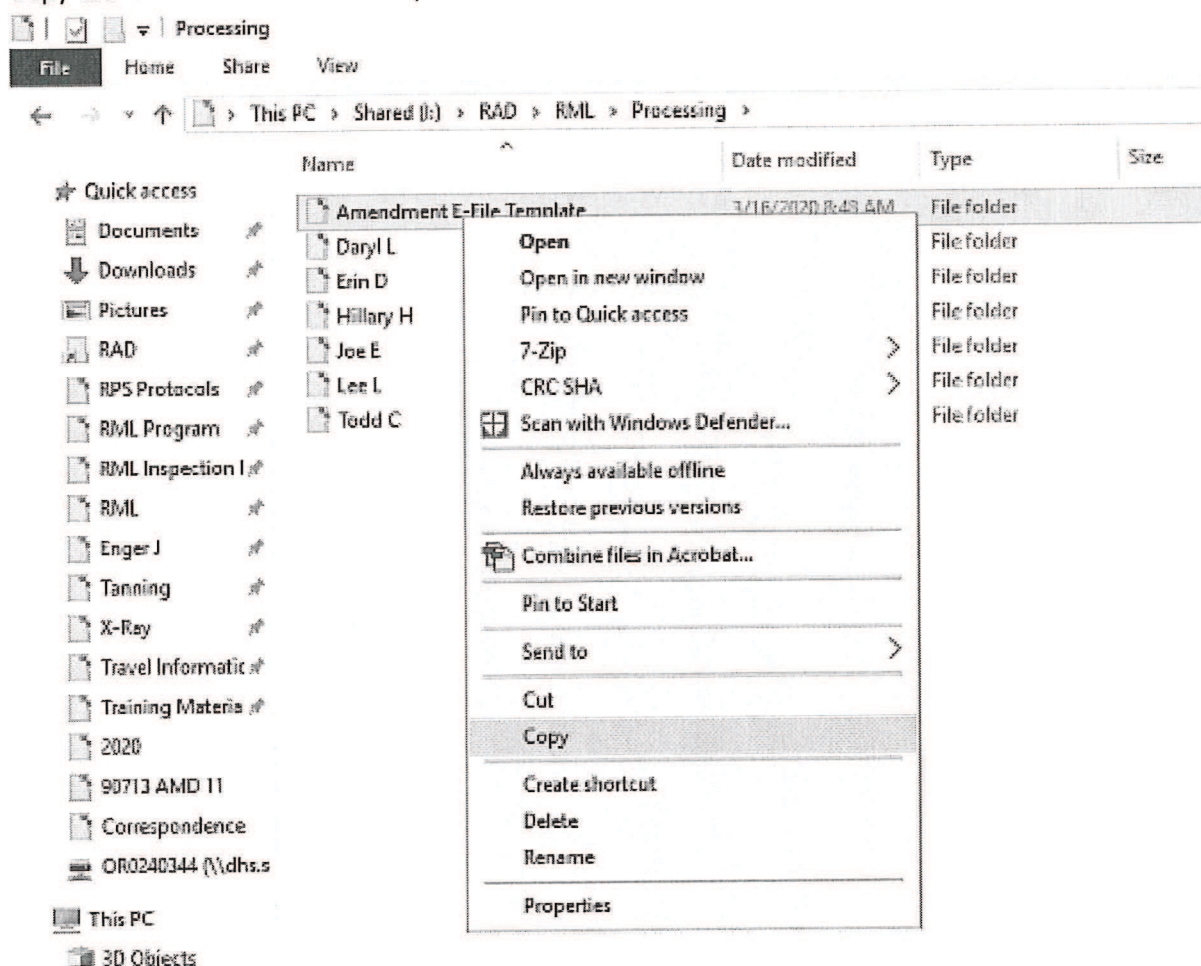 Processing
File Home Share View
This PC > Shared (I:) > RAD > RML > Processing >
Name Date modified Type Size
Quick access
Documents
Downloads
Pictures
RAD
RPS Protocols
RML Program
RML Inspection I
RML
Enger J
Tanning
X-Ray
Travel Informatic
Training Materia
2020
90713 AMD 11
Correspondence
OR0240344 (\\dhs.s
This PC
3D Objects
Amendment E-File Template 3/16/2020 8:48 AM File folder
Daryl L File folder
Erin D File folder
Hillary H File folder
Joe E File folder
Lee L File folder
Todd C File folder
Open
Open in new window
Pin to Quick access
7-Zip
CRC SHA
Scan with Windows Defender...
Always available offline
Restore previous versions
Combine files in Acrobat...
Pin to Start
Send to
Cut
Copy
Create shortcut
Delete
Rename
Properties